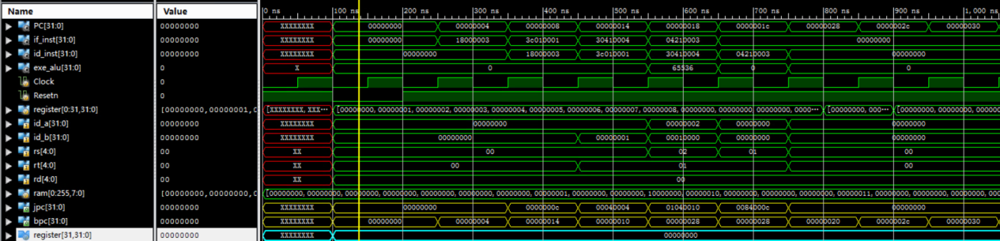 Name Value 0 ns 100 ns 200 ns 300 ns 400 ns 500 ns 600 ns 700 ns 800 ns 900 ns 1,000 ns
PC[31:0] 00000000 XXXXXXXX 00000000 00000004 00000008 00000014 00000018 0000001c 00000028 0000002c 00000030
if_inst[31:0] 00000000 XXXXXXXX 00000000 18000003 3c010001 30410004 04210003 00000000
id_inst[31:0] 00000000 XXXXXXXX 00000000 18000003 3c010001 30410004 04210003 00000000
exe_alu[31:0] 0 X 0 65536 0 0
Clock 0
Resetn 0
register[0:31,31:0] [00000000,00000001,0 [XXXXXXXX, XXX... [00000000, 00000001, 00000002, 00000003, 00000004, 00000005, 00000006, 00000007, 00000008, 00000000, 00000000, 00000000, 0000... [00000000, 000... [00000000, 00000000, 00000000,
id_a[31:0] 00000000 XXXXXXXX 00000000 00000002 00000000 00000000
id_b[31:0] 00000000 XXXXXXXX 00000000 00000001 00010000 00000000 00000000
rs[4:0] 00 XX 00 02 01 00
rt[4:0] 00 XX 00 01 00
rd[4:0] 00 XX 00
ram[0:255,7:0] [00000000,00000000,0 [00000000, 00000000, 00000000, 00000000, 00000000, 00000000, 00000000, 00000001, 00000000, 00000000, 10000000, 00000010, 00000000, 00000000, 00000000, 00000011, 00000000, 00000000,
jpc[31:0] 00000000 XXXXXXXX 00000000 0000000c 00040004 01040010 0084000c 00000000
bpc[31:0] 00000000 XXXXXXXX 00000000 00000004 00000014 00000010 00000028 00000028 00000020 0000002c 00000030
register[31,31:0] 00000000 XXXXXXXX 00000000